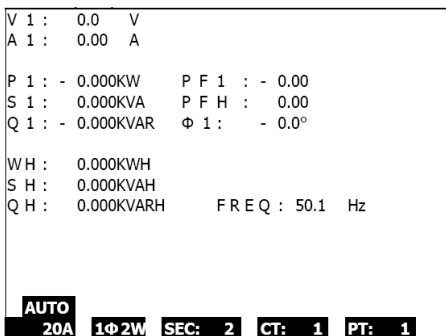 V 1 : 0.0 V
A 1 : 0.00 A
P 1 : - 0.000KW P F 1 : - 0.00
S 1 : 0.000KVA P F H : 0.00
Q 1 : - 0.000KVAR Φ 1 : - 0.0°
W H : 0.000KWH
S H : 0.000KVAH
Q H : 0.000KVARH F R E Q : 50.1 Hz
AUTO
20A 1Φ2W SEC: 2 CT: 1 PT: 1